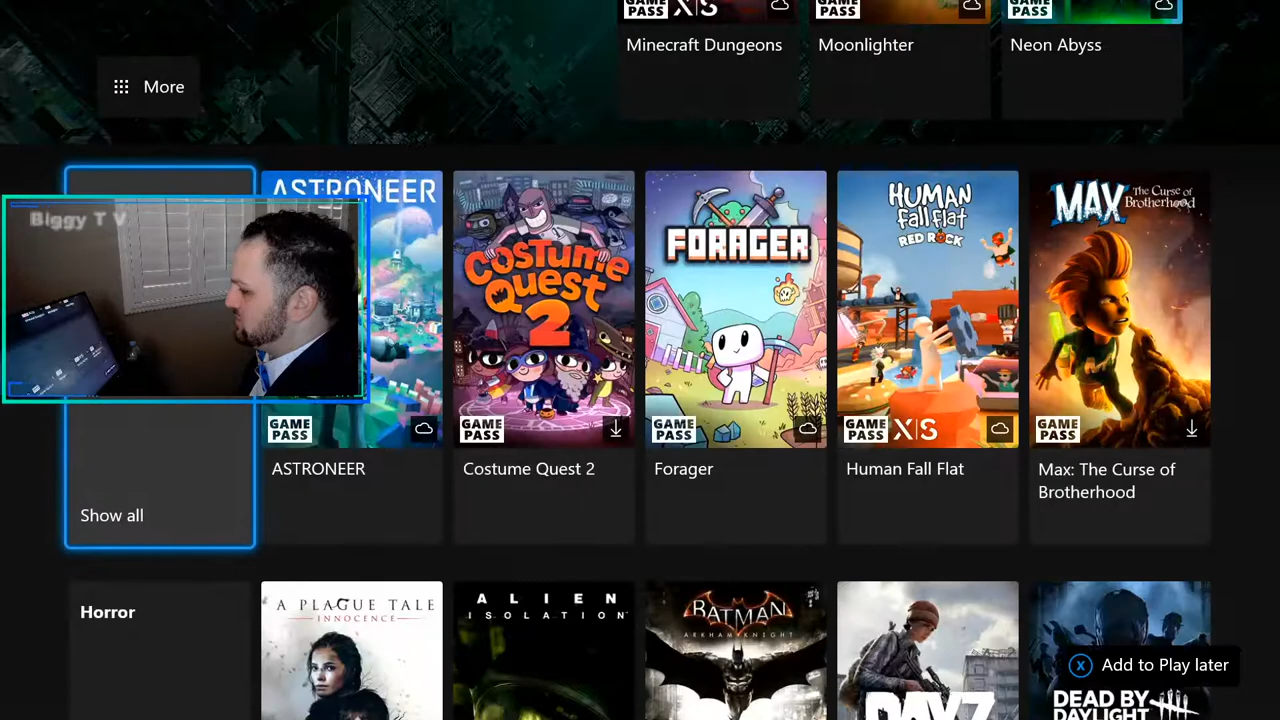 GAME
PASS X|S
GAME
PASS
GAME
PASS
Minecraft Dungeons
Moonlighter
Neon Abyss
More
Biggy T V
Show all
ASTRONEER
GAME
PASS
ASTRONEER
COSTUME
QUEST
2
GAME
PASS
Costume Quest 2
FORAGER
GAME
PASS
Forager
HUMAN
fall flat
RED ROCK
GAME
PASS X|S
Human Fall Flat
MAX The Curse of
Brotherhood
GAME
PASS
Max: The Curse of
Brotherhood
Horror
A PLAGUE TALE
INNOCENCE
ALIEN
ISOLATION
BATMAN
ARKHAM KNIGHT
DAYZ
DEAD BY
DAYLIGHT
X Add to Play later